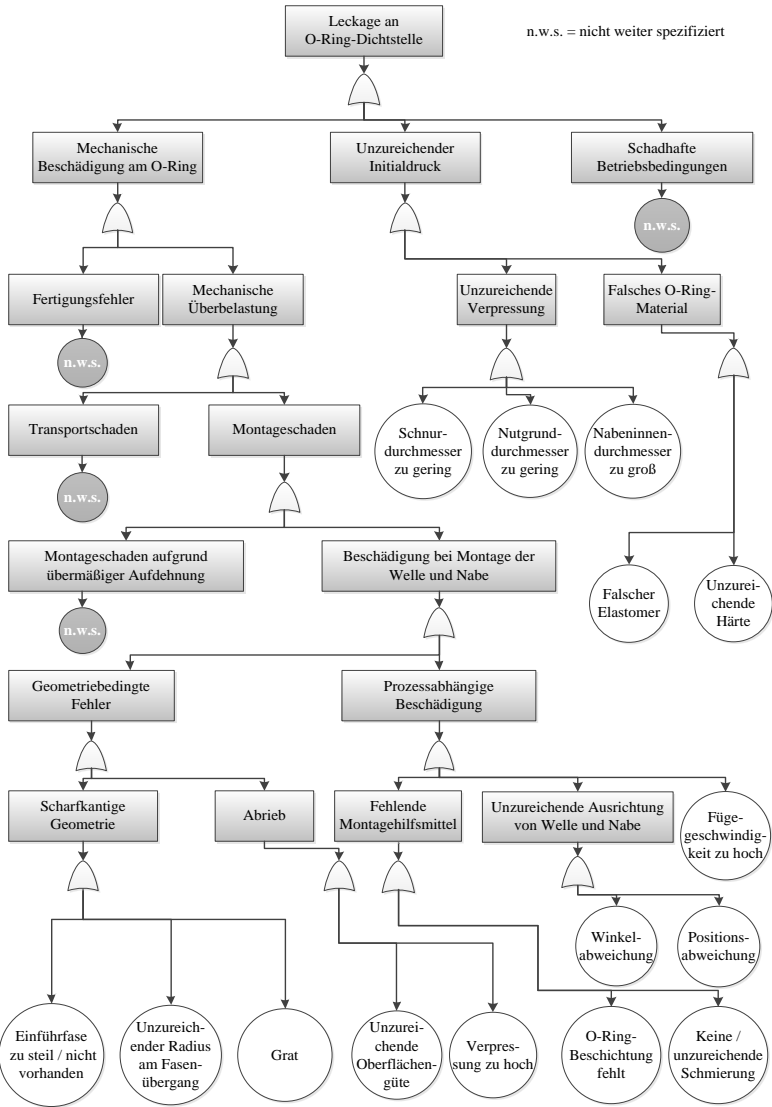 Leckage an
O-Ring-Dichtstelle
n.w.s. = nicht weiter spezifiziert
Mechanische
Beschädigung am O-Ring
Unzureichender
Initialdruck
Schadhafte
Betriebsbedingungen
n.w.s.
Fertigungsfehler
Mechanische
Überbelastung
Unzureichende
Verpressung
Falsches O-Ring-
Material
n.w.s.
Transportschaden
Montageschaden
Schnur-
durchmesser
zu gering
Nutgrund-
durchmesser
zu gering
Nabeninnen-
durchmesser
zu groß
n.w.s.
Montageschaden aufgrund
übermäßiger Aufdehnung
Beschädigung bei Montage der
Welle und Nabe
Falscher
Elastomer
Unzurei-
chende
Härte
n.w.s.
Geometriebedingte
Fehler
Prozessabhängige
Beschädigung
Scharfkantige
Geometrie
Abrieb
Fehlende
Montagehilfsmittel
Unzureichende Ausrichtung
von Welle und Nabe
Füge-
geschwindig-
keit zu hoch
Winkel-
abweichung
Positions-
abweichung
Einführfase
zu steil / nicht
vorhanden
Unzureich-
ender Radius
am Fasen-
übergang
Grat
Unzurei-
chende
Oberflächen-
güte
Verpres-
sung zu hoch
O-Ring-
Beschichtung
fehlt
Keine /
unzureichende
Schmierung